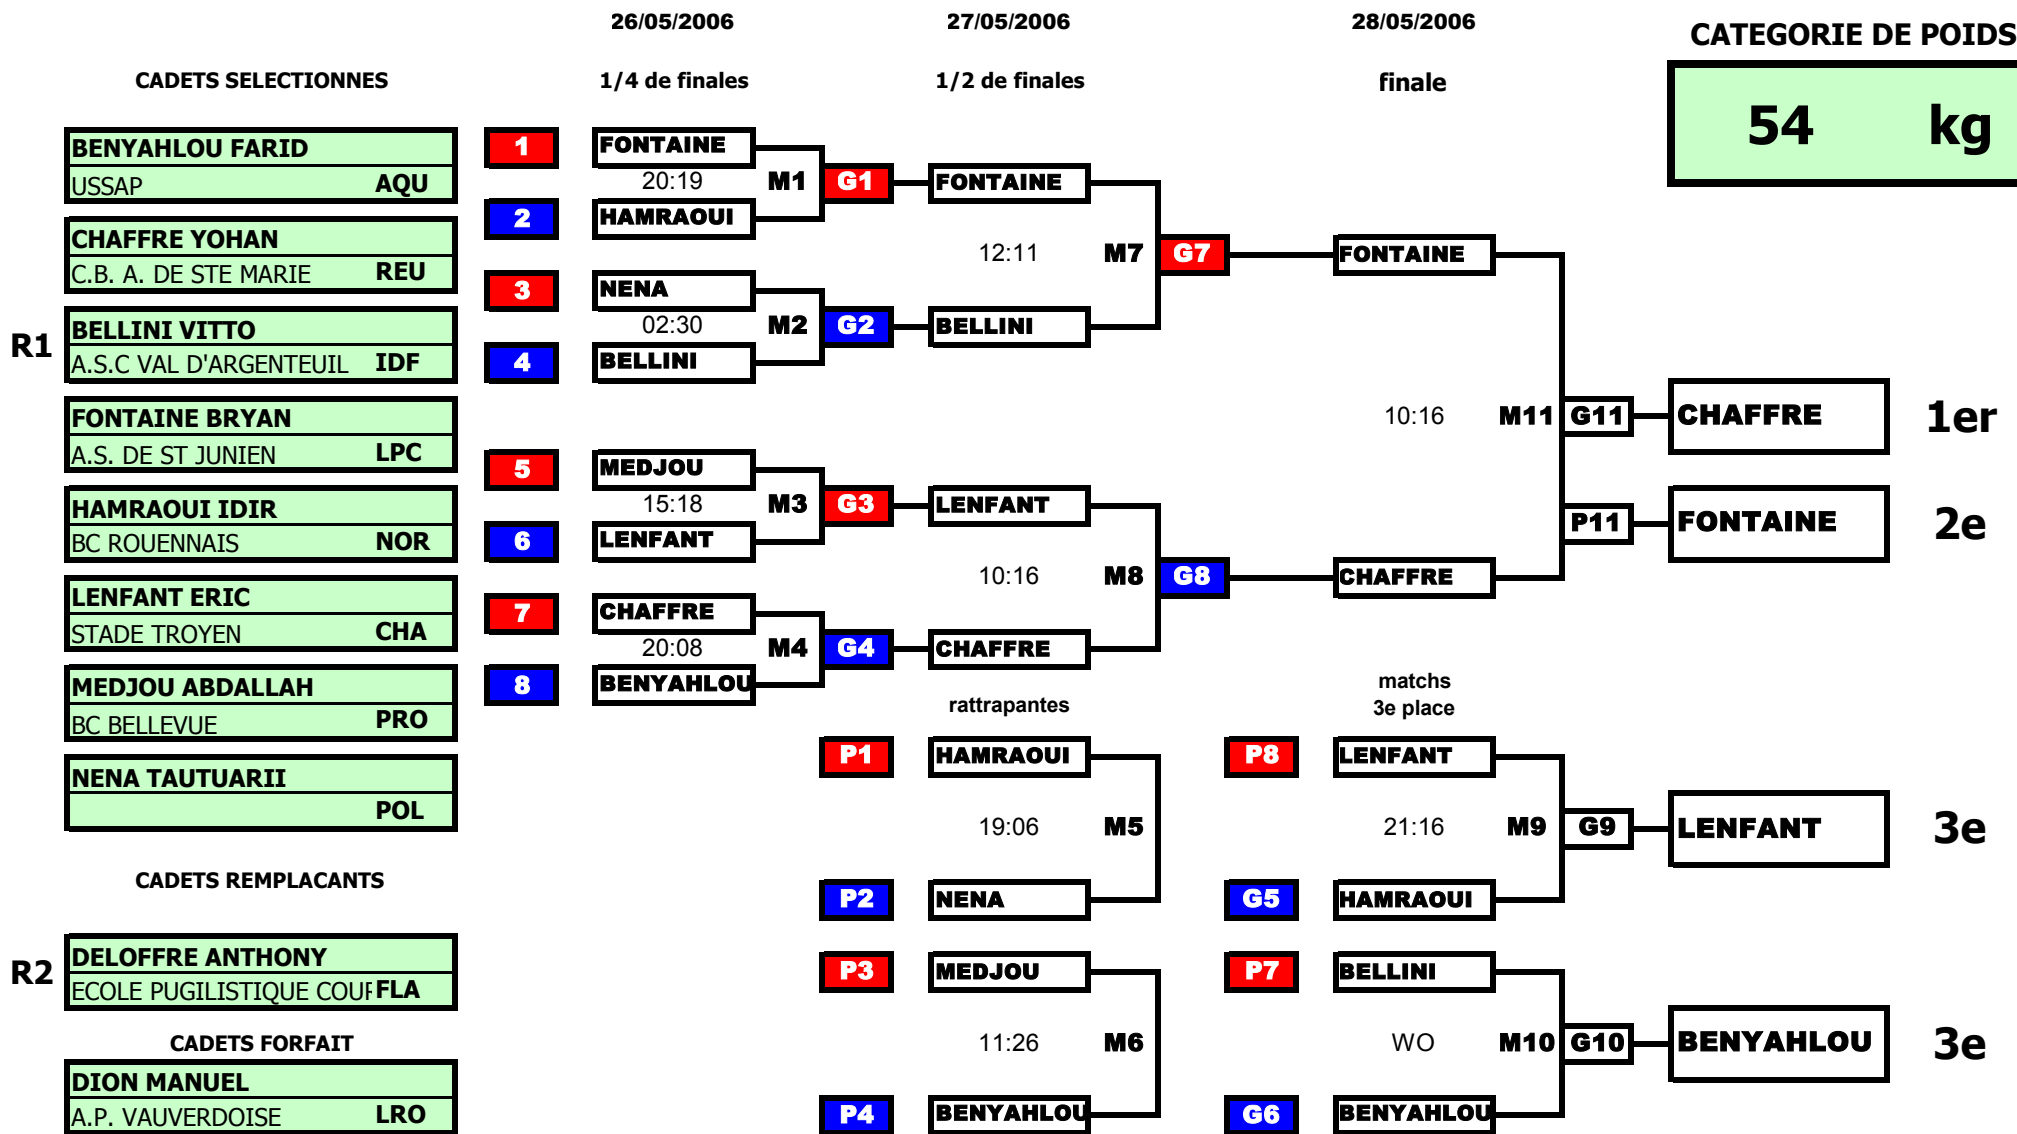 26/05/2006 27/05/2006 28/05/2006
CATEGORIE DE POIDS
CADETS SELECTIONNES 1/4 de finales 1/2 de finales finale
54 kg
BENYAHLOU FARID
USSAP AQU
CHAFFRE YOHAN
C.B. A. DE STE MARIE REU
R1
BELLINI VITTO
A.S.C VAL D'ARGENTEUIL IDF
FONTAINE BRYAN
A.S. DE ST JUNIEN LPC
HAMRAOUI IDIR
BC ROUENNAIS NOR
LENFANT ERIC
STADE TROYEN CHA
MEDJOU ABDALLAH
BC BELLEVUE PRO
NENA TAUTUARII
POL
CADETS REMPLACANTS
R2
DELOFFRE ANTHONY
ECOLE PUGILISTIQUE COUR FLA
CADETS FORFAIT
DION MANUEL
A.P. VAUVERDOISE LRO
1 FONTAINE
20:19 M1 G1
2 HAMRAOUI
3 NENA
02:30 M2 G2
4 BELLINI
5 MEDJOU
15:18 M3 G3
6 LENFANT
7 CHAFFRE
20:08 M4 G4
8 BENYAHLOU
FONTAINE
12:11 M7 G7
BELLINI
LENFANT
10:16 M8 G8
CHAFFRE
rattrapantes
P1 HAMRAOUI
19:06 M5
P2 NENA
P3 MEDJOU
11:26 M6
P4 BENYAHLOU
FONTAINE
10:16 M11 G11 CHAFFRE 1er
P11 FONTAINE 2e
CHAFFRE
matchs
3e place
P8 LENFANT
21:16 M9 G9 LENFANT 3e
G5 HAMRAOUI
P7 BELLINI
WO M10 G10 BENYAHLOU 3e
G6 BENYAHLOU